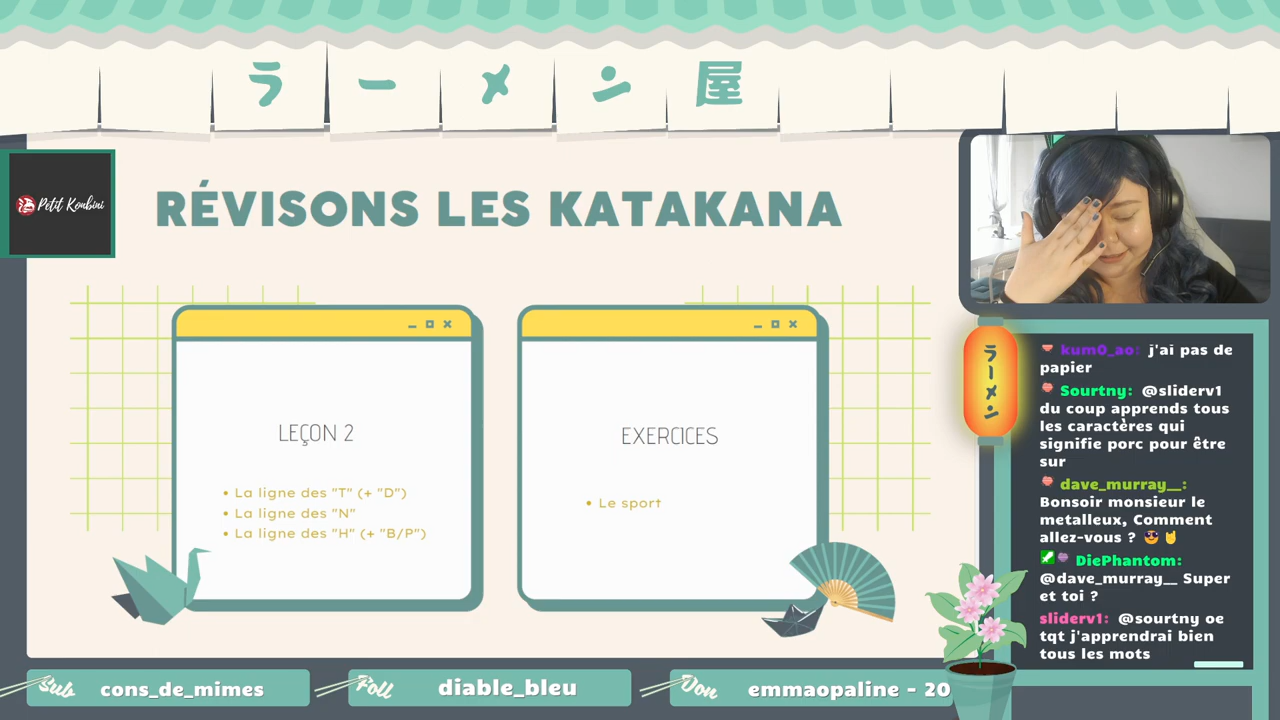 ラーメン屋
Petit Konbini
RÉVISONS LES KATAKANA
LEÇON 2
• La ligne des "T" (+ "D")
• La ligne des "N"
• La ligne des "H" (+ "B/P")
EXERCICES
• Le sport
らーメン
kum0_ao: j'ai pas de
papier
Sourtny: @sliderv1
du coup apprends tous
les caractères qui
signifie porc pour être
sur
dave_murray__:
Bonsoir monsieur le
metalleux, Comment
allez-vous ? 😎 🤘
DiePhantom:
@dave_murray__ Super
et toi ?
sliderv1: @sourtny oe
tqt j'apprendrai bien
tous les mots
Sub cons_de_mimes
Foll diable_bleu
Don emmaopaline - 20